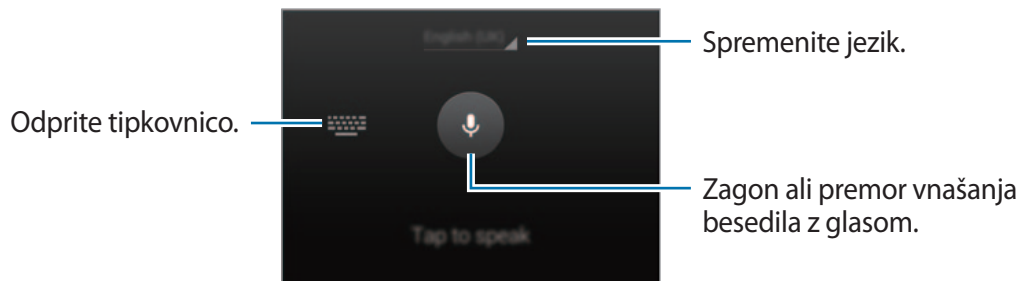 English (UK)
Spremenite jezik.
Odprite tipkovnico.
Zagon ali premor vnašanja
besedila z glasom.
Tap to speak